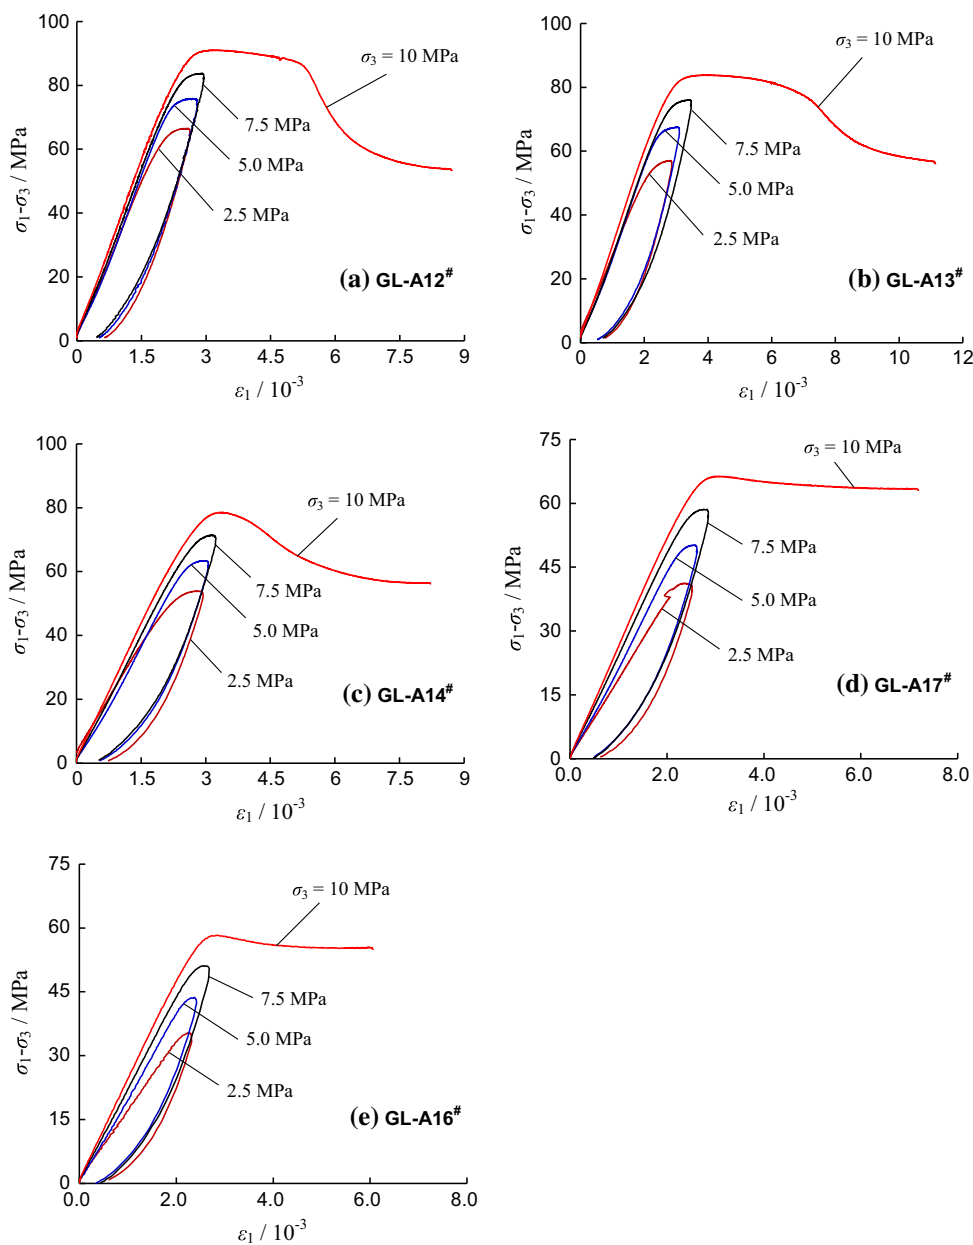 100
80
60
40
20
0
σ1-σ3 / MPa
σ3 = 10 MPa
7.5 MPa
5.0 MPa
2.5 MPa
(a) GL-A12#
0 1.5 3 4.5 6 7.5 9
ε1 / 10-3
100
80
60
40
20
0
σ1-σ3 / MPa
σ3 = 10 MPa
7.5 MPa
5.0 MPa
2.5 MPa
(b) GL-A13#
0 2 4 6 8 10 12
ε1 / 10-3
100
80
60
40
20
0
σ1-σ3 / MPa
σ3 = 10 MPa
7.5 MPa
5.0 MPa
2.5 MPa
(c) GL-A14#
0 1.5 3 4.5 6 7.5 9
ε1 / 10-3
75
60
45
30
15
0
σ1-σ3 / MPa
σ3 = 10 MPa
7.5 MPa
5.0 MPa
2.5 MPa
(d) GL-A17#
0.0 2.0 4.0 6.0 8.0
ε1 / 10-3
75
60
45
30
15
0
σ1-σ3 / MPa
σ3 = 10 MPa
7.5 MPa
5.0 MPa
2.5 MPa
(e) GL-A16#
0.0 2.0 4.0 6.0 8.0
ε1 / 10-3